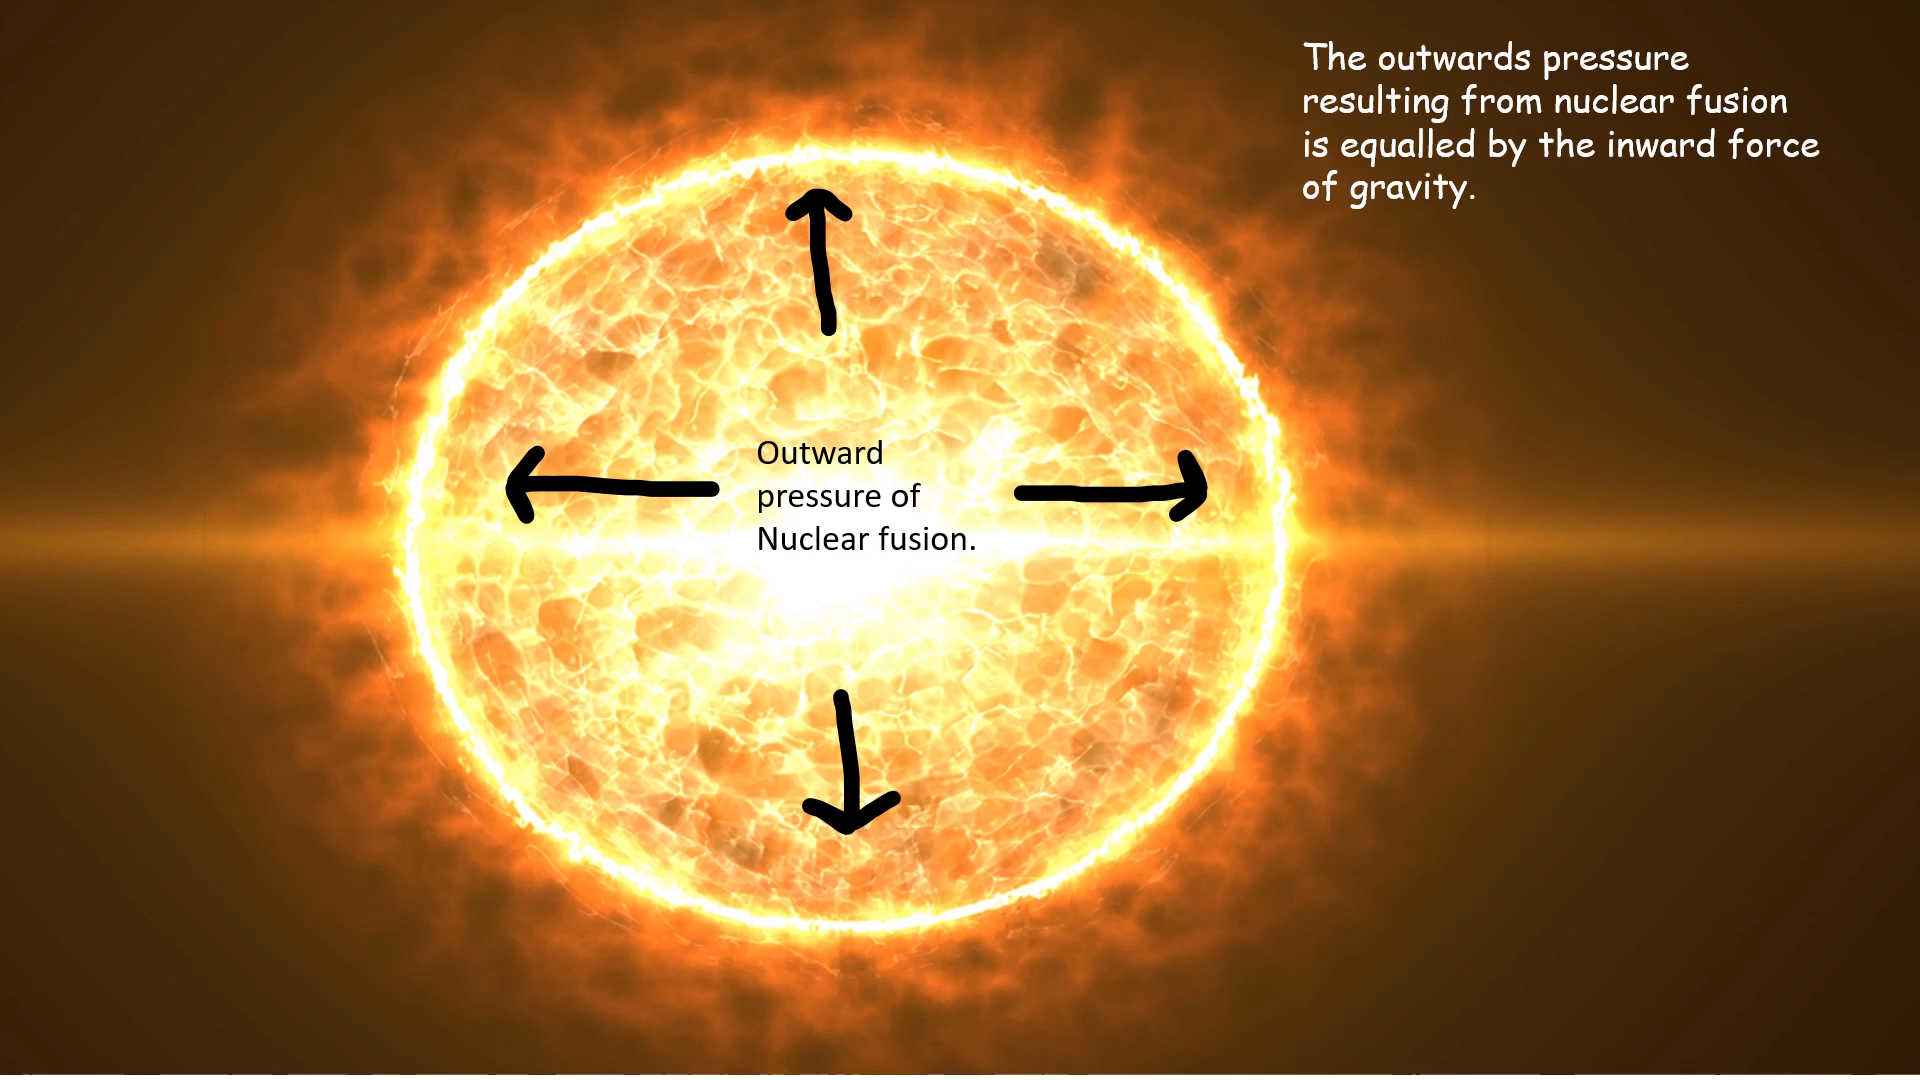 The outwards pressure
resulting from nuclear fusion
is equalled by the inward force
of gravity.
Outward
pressure of
Nuclear fusion.